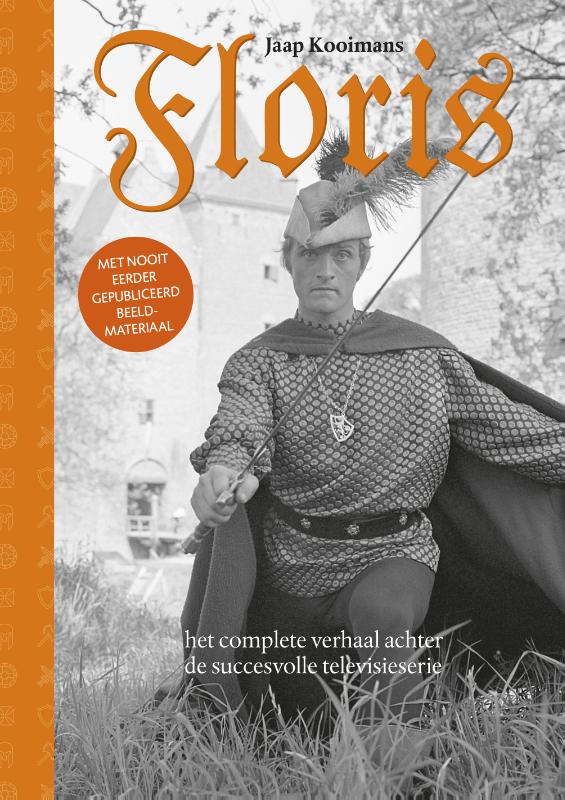 Jaap Kooimans
Floris
MET NOOIT
EERDER
GEPUBLICEERD
BEELD-
MATERIAAL
het complete verhaal achter
de succesvolle televisieserie